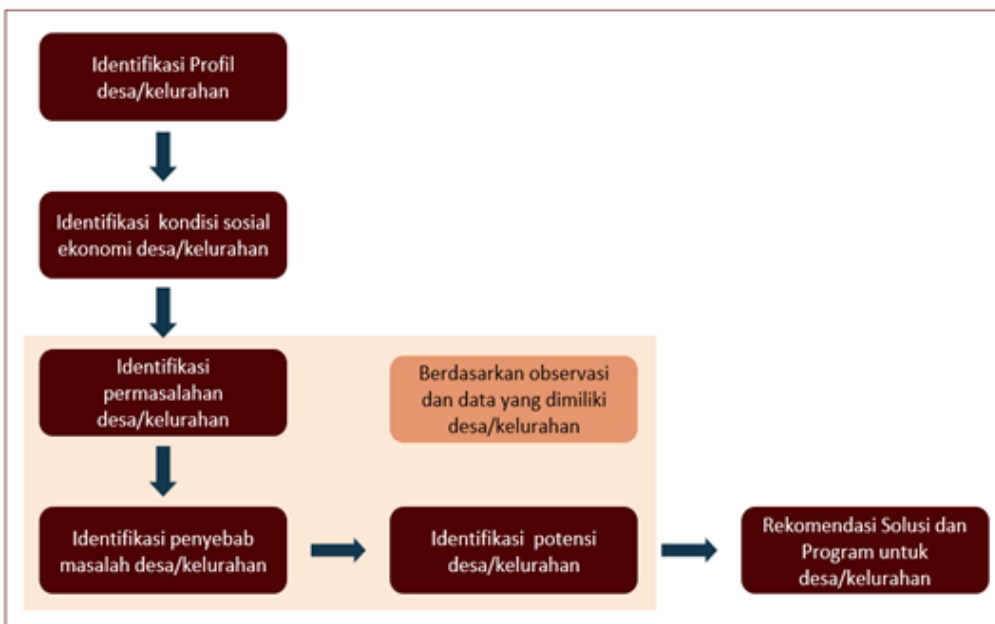 Identifikasi Profil
desa/kelurahan
Identifikasi kondisi sosial
ekonomi desa/kelurahan
Identifikasi
permasalahan
desa/kelurahan
Berdasarkan observasi
dan data yang dimiliki
desa/kelurahan
Identifikasi penyebab
masalah desa/kelurahan
Identifikasi potensi
desa/kelurahan
Rekomendasi Solusi dan
Program untuk
desa/kelurahan